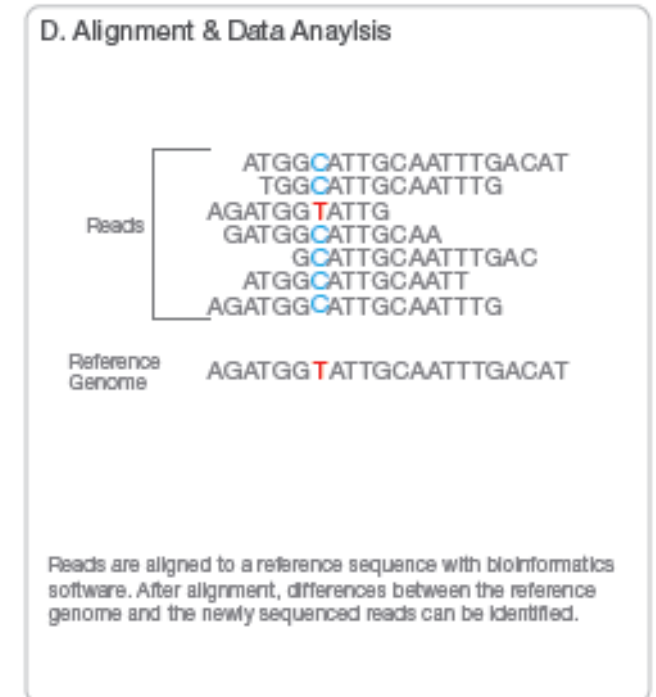 D. Alignment & Data Anaylsis
ATGGCATTGCAATTTGACAT
TGGCATTGCAATTTG
AGATGGTATTG
Reads
GATGGCATTGCAA
GCATTGCAATTTGAC
ATGGCATTGCAATT
AGATGGCATTGCAATTTG
Reference
Genome
AGATGGTATTGCAATTTGACAT
Reads are aligned to a reference sequence with bioinformatics
software. After alignment, differences between the reference
genome and the newly sequenced reads can be identified.